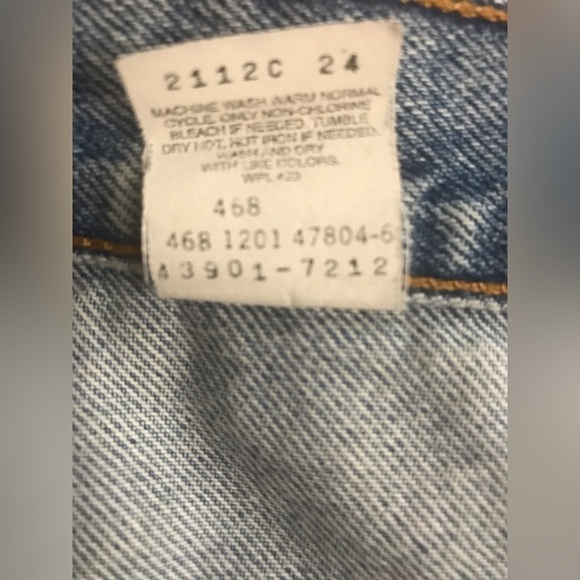 2112C 24
MACHINE WASH WARM NORMAL
CYCLE. ONLY NON-CHLORINE
BLEACH IF NEEDED. TUMBLE
DRY HOT. HOT IRON IF NEEDED.
WASH AND DRY
WITH LIKE COLORS.
WPL 423
468
468 1201 47804-6
43901-7212